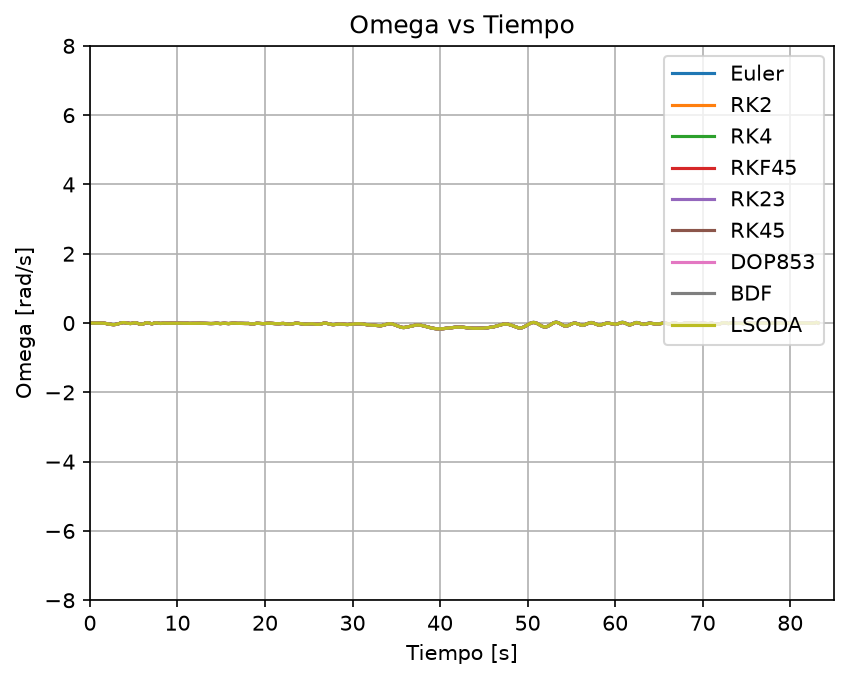 Omega vs Tiempo
8
6
4
2
0
−2
−4
−6
−8
Omega [rad/s]
0 10 20 30 40 50 60 70 80
Tiempo [s]
Euler
RK2
RK4
RKF45
RK23
RK45
DOP853
BDF
LSODA